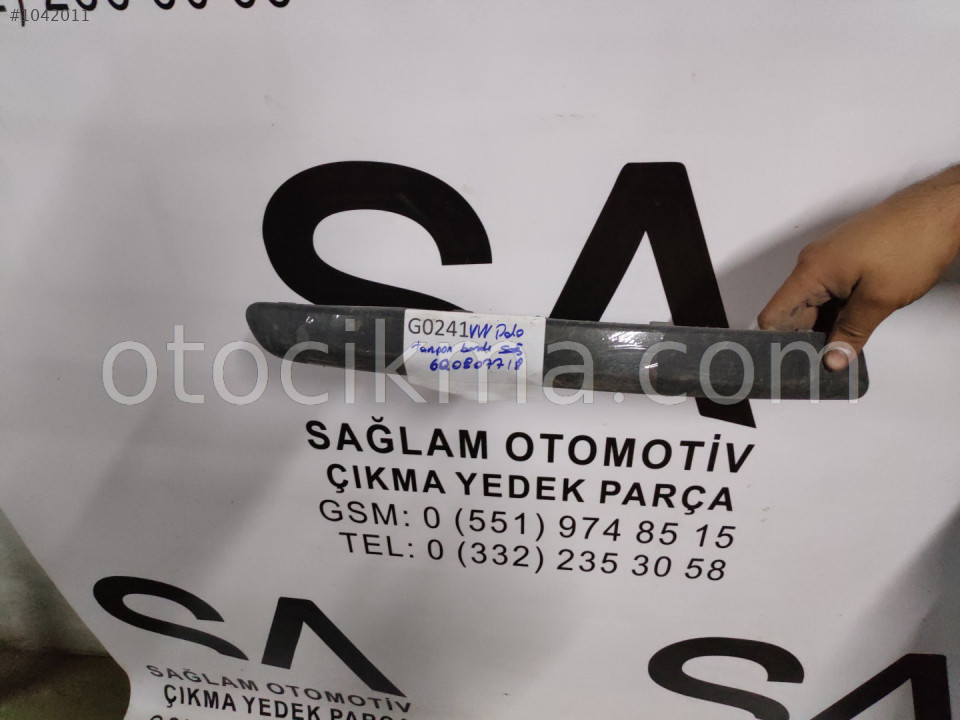 #1042011
SA
G0241 VW Polo
tampon bandı sağ
6Q0807718
otocikma.com
SAĞLAM OTOMOTİV
ÇIKMA YEDEK PARÇA
GSM: 0 (551) 974 85 15
TEL: 0 (332) 235 30 58
SA
SAĞLAM OTOMOTİV
ÇIKMA YEDEK PARÇA
SA